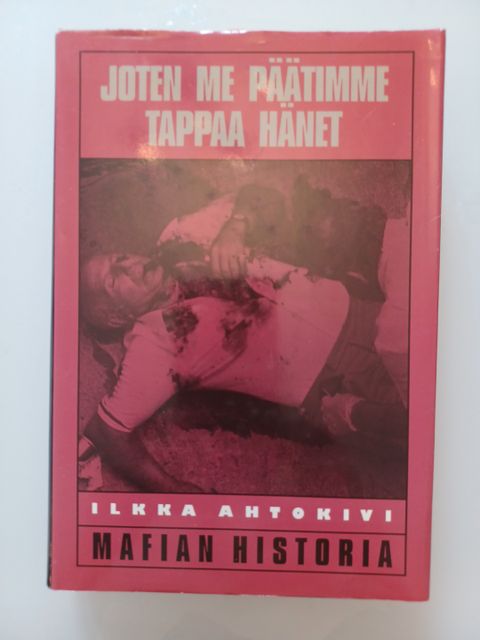 JOTEN ME PÄÄTIMME
TAPPAA HÄNET
ILKKA AHTOKIVI
MAFIAN HISTORIA